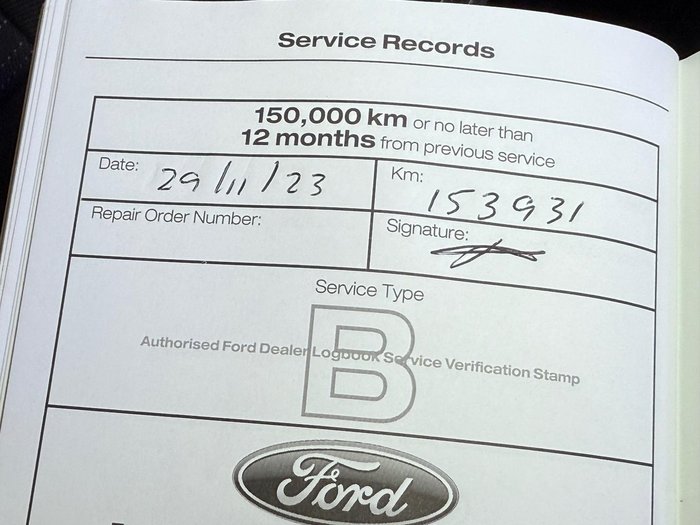 Service Records
150,000 km or no later than
12 months from previous service
Date: 29/11/23
Km: 153931
Repair Order Number:
Signature:
Service Type
B
Authorised Ford Dealer Logbook Service Verification Stamp
Ford